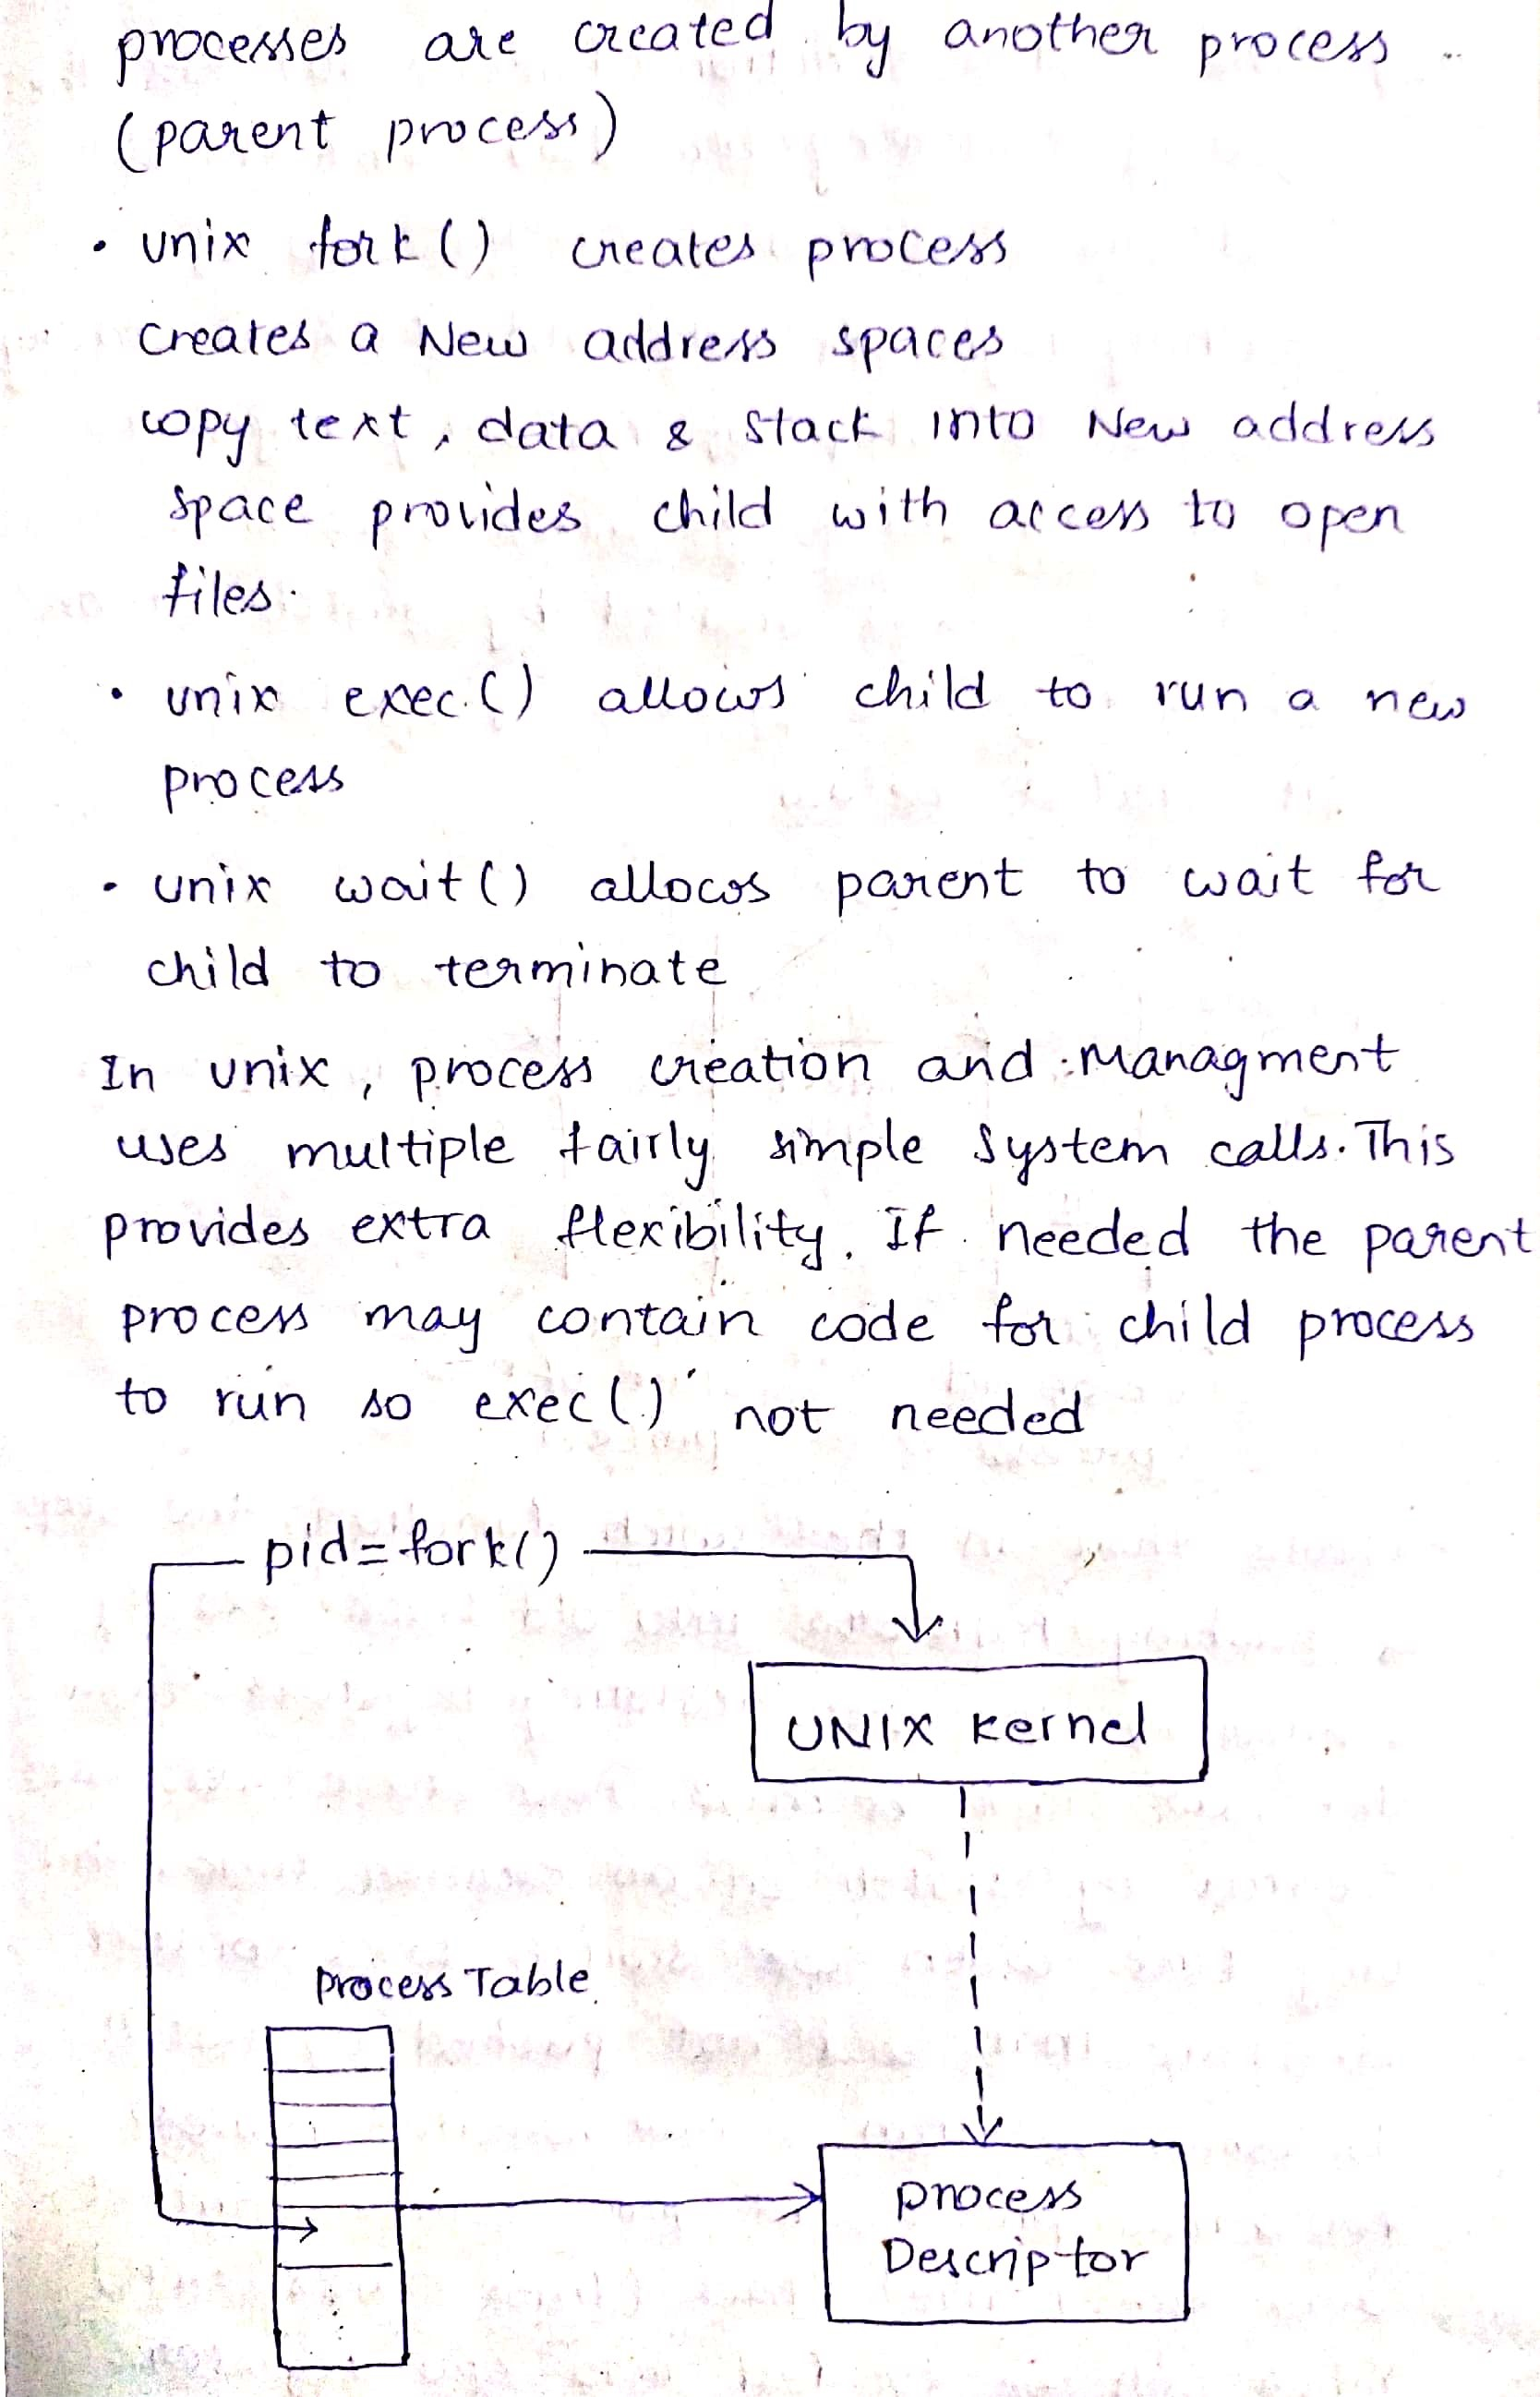 processes are created by another process
(parent process)
• unix fork() creates process
creates a New address spaces
copy text, data & stack into New address
space provides child with access to open
files.
• unix exec() allows child to run a new
process
• unix wait() allows parent to wait for
child to terminate
In unix, process creation and Managment
uses multiple fairly simple system calls. This
provides extra flexibility. If needed the parent
process may contain code for child process
to run so exec() not needed
pid=fork()
UNIX Kernel
Process Table
process
Descriptor